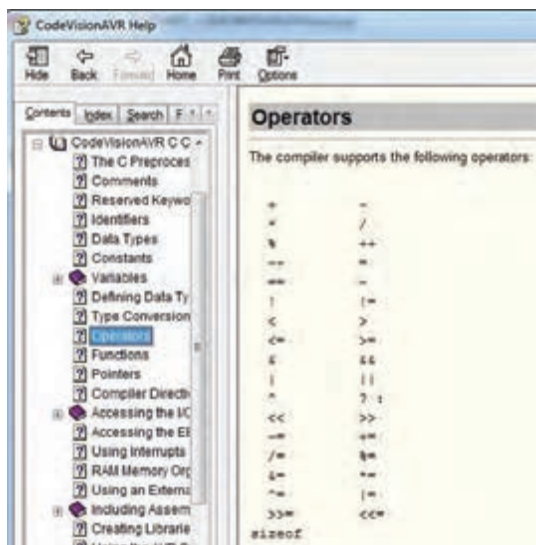 CodeVisionAVR Help
Hide Back Forward Home Print Options
Contents Index Search F
CodeVisionAVR C C
The C Preproces
Comments
Reserved Keywo
Identifiers
Data Types
Constants
Variables
Defining Data Ty
Type Conversion
Operators
Functions
Pointers
Compiler Directi
Accessing the I/C
Accessing the EE
Using Interrupts
RAM Memory Org
Using an Externa
Including Assem
Creating Librarie
Operators
The compiler supports the following operators:
+ -
* /
% ++
-- =
== ~
! !=
< >
<= >=
& &&
| ||
^ ? :
<< >>
-= +=
/= %=
&= *=
^= |=
>>= <<=
sizeof